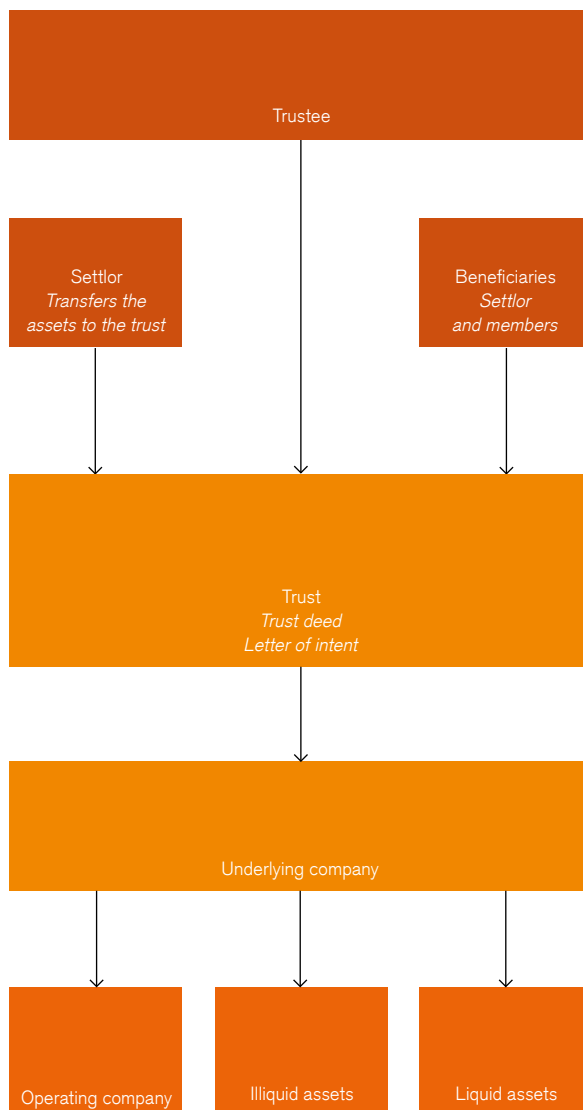 Trustee
Settlor
Transfers the
assets to the trust
Beneficiaries
Settlor
and members
Trust
Trust deed
Letter of intent
Underlying company
Operating company
Illiquid assets
Liquid assets